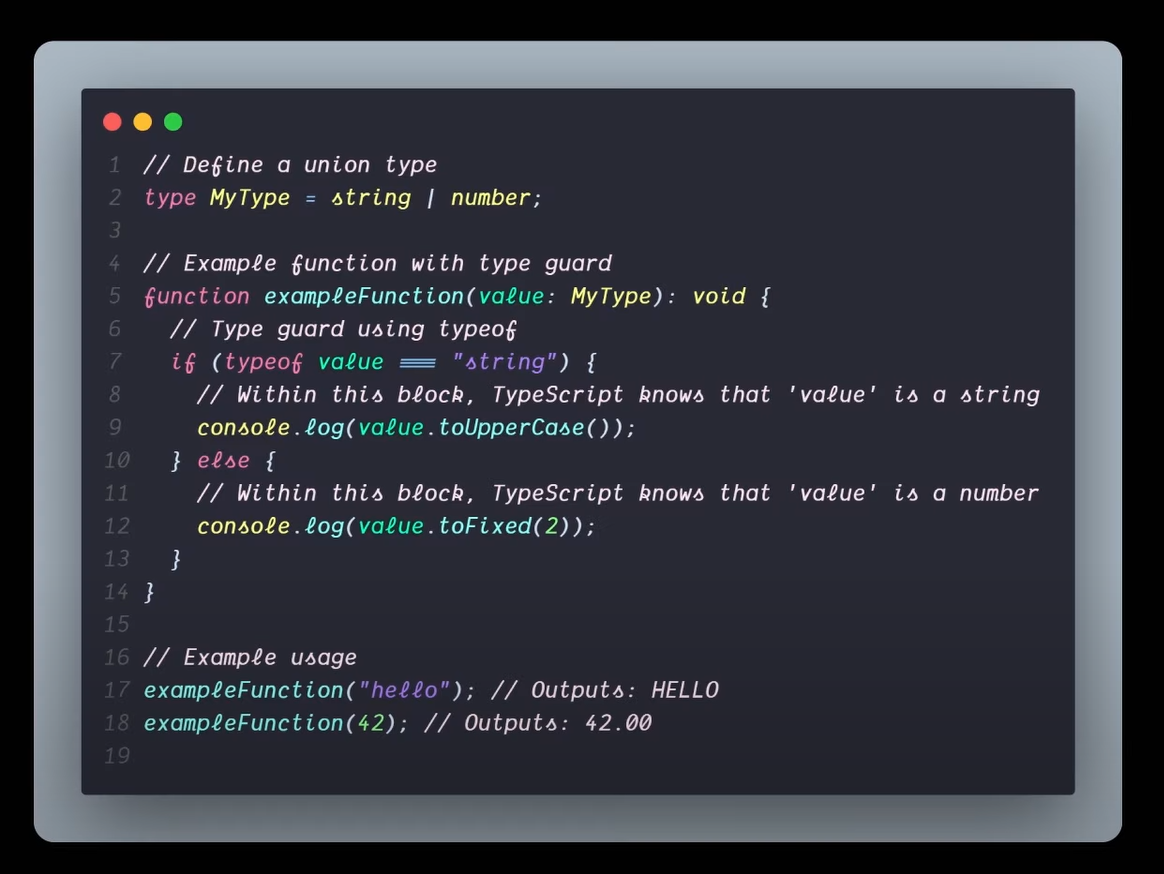 1 // Define a union type
2 type MyType = string | number;
3
4 // Example function with type guard
5 function exampleFunction(value: MyType): void {
6   // Type guard using typeof
7   if (typeof value === "string") {
8     // Within this block, TypeScript knows that 'value' is a string
9     console.log(value.toUpperCase());
10   } else {
11     // Within this block, TypeScript knows that 'value' is a number
12     console.log(value.toFixed(2));
13   }
14 }
15
16 // Example usage
17 exampleFunction("hello"); // Outputs: HELLO
18 exampleFunction(42); // Outputs: 42.00
19